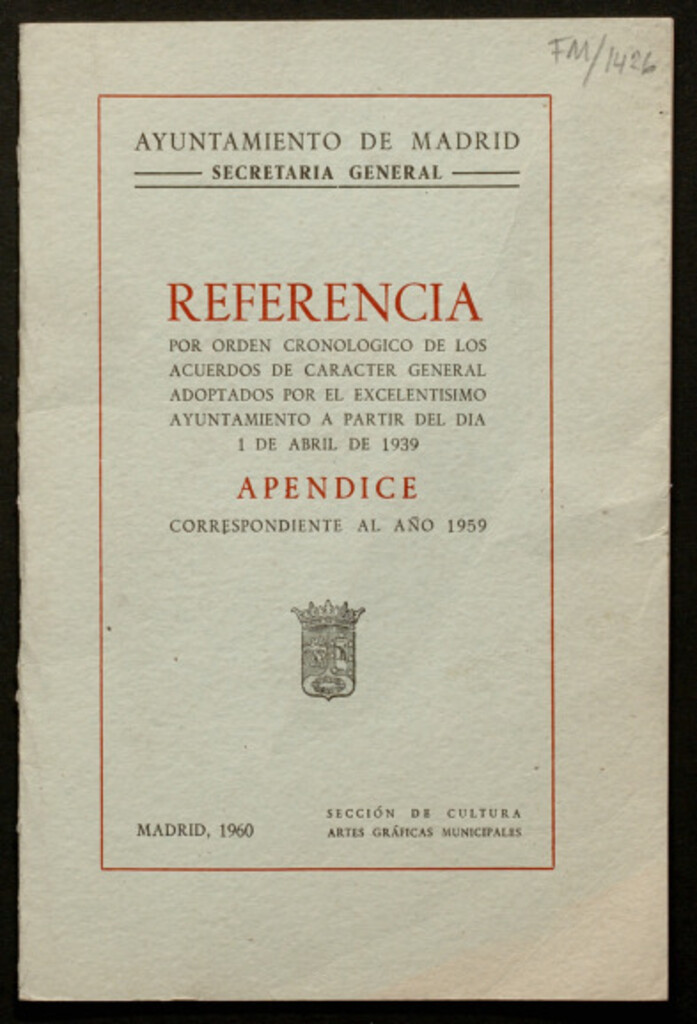 FM/1426
AYUNTAMIENTO DE MADRID
SECRETARIA GENERAL
REFERENCIA
POR ORDEN CRONOLOGICO DE LOS
ACUERDOS DE CARACTER GENERAL
ADOPTADOS POR EL EXCELENTISIMO
AYUNTAMIENTO A PARTIR DEL DIA
1 DE ABRIL DE 1939
APENDICE
CORRESPONDIENTE AL AÑO 1959
MADRID, 1960
SECCIÓN DE CULTURA
ARTES GRÁFICAS MUNICIPALES